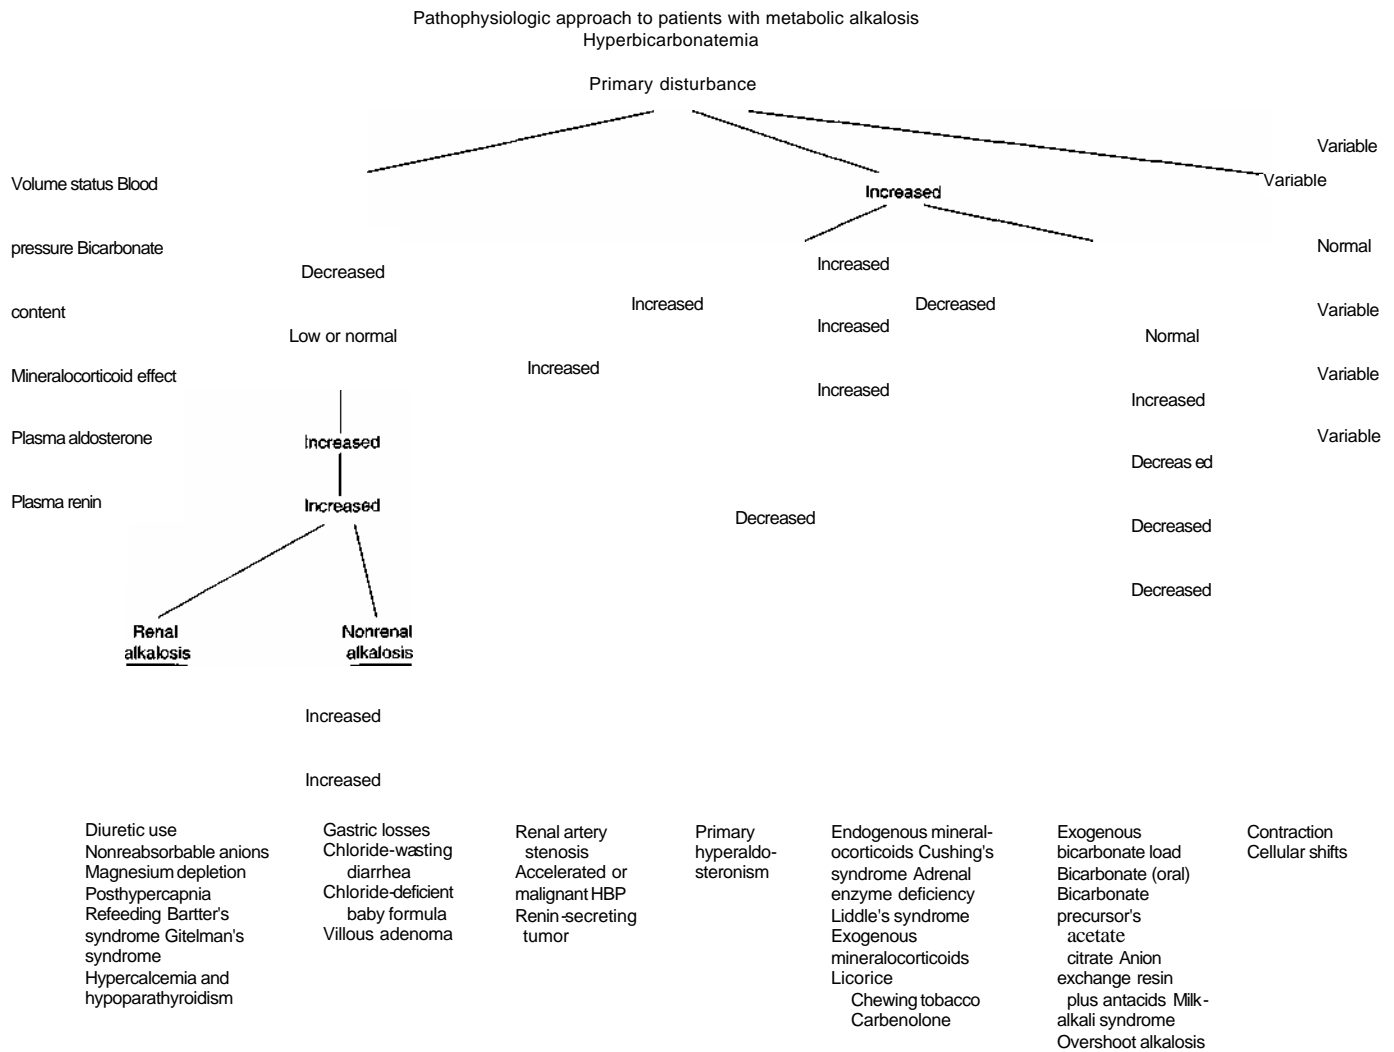 Pathophysiologic approach to patients with metabolic alkalosis
Hyperbicarbonatemia
Primary disturbance
Variable
Volume status Blood
Increased
Variable
pressure Bicarbonate
Normal
Decreased
Increased
content
Increased
Decreased
Variable
Low or normal
Increased
Normal
Mineralocorticoid effect
Increased
Increased
Variable
Increased
Plasma aldosterone
Increased
Variable
Decreas ed
Plasma renin
Increased
Decreased
Decreased
Decreased
Renal
alkalosis
Nonrenal
alkalosis
Increased
Increased
Diuretic use
Nonreabsorbable anions
Magnesium depletion
Posthypercapnia
Refeeding Bartter's
syndrome Gitelman's
syndrome
Hypercalcemia and
hypoparathyroidism
Gastric losses
Chloride-wasting
diarrhea
Chloride-deficient
baby formula
Villous adenoma
Renal artery
stenosis
Accelerated or
malignant HBP
Renin-secreting
tumor
Primary
hyperaldo-
steronism
Endogenous mineral-
ocorticoids Cushing's
syndrome Adrenal
enzyme deficiency
Liddle's syndrome
Exogenous
mineralocorticoids
Licorice
Chewing tobacco
Carbenolone
Exogenous
bicarbonate load
Bicarbonate (oral)
Bicarbonate
precursor's
acetate
citrate Anion
exchange resin
plus antacids Milk-
alkali syndrome
Overshoot alkalosis
Contraction
Cellular shifts